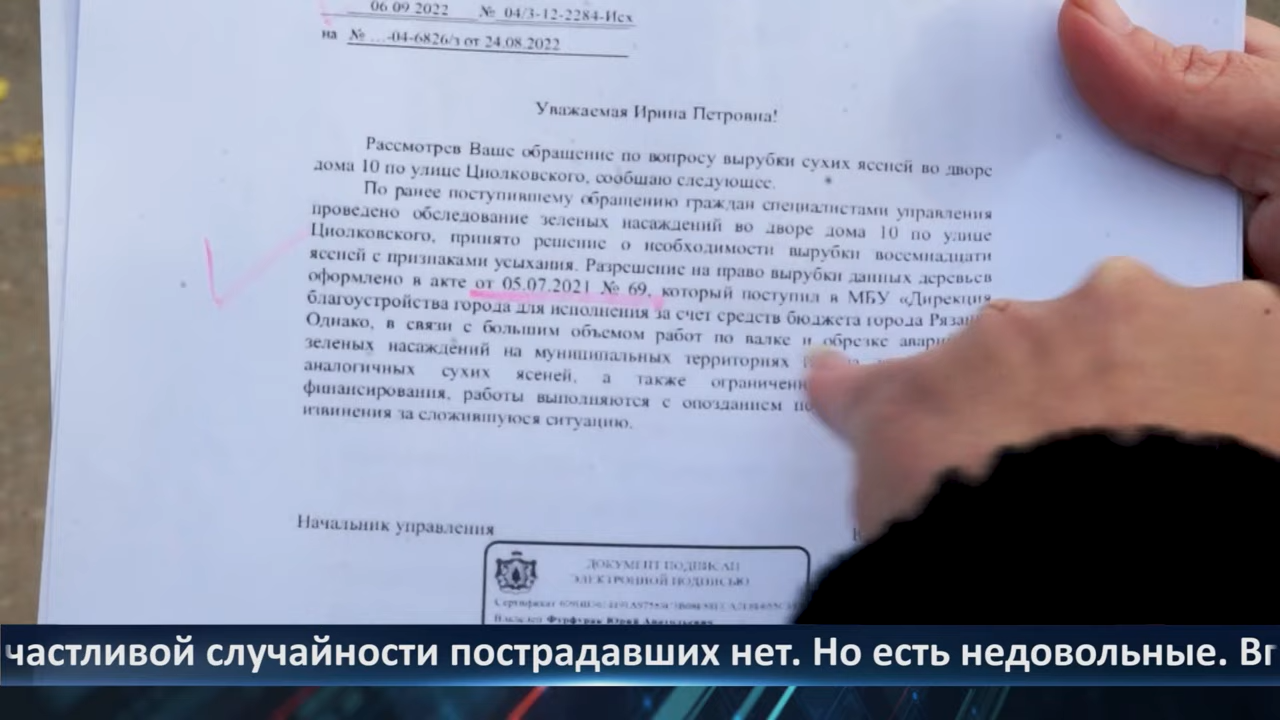 06 09 2022 № 04/3-12-2284-Исх
на № ...-04-6826/з от 24.08.2022
Уважаемая Ирина Петровна!
Рассмотрев Ваше обращение по вопросу вырубки сухих ясеней во дворе
дома 10 по улице Циолковского, сообщаю следующее.
По ранее поступившему обращению граждан специалистами управления
проведено обследование зеленых насаждений во дворе дома 10 по улице
Циолковского, принято решение о необходимости вырубки восемнадцати
ясеней с признаками усыхания. Разрешение на право вырубки данных деревьев
оформлено в акте от 05.07.2021 № 69, который поступил в МБУ «Дирекция
благоустройства города для исполнения за счет средств бюджета города
Однако, в связи с большим объемом работ по валке и обрезке
зеленых насаждений на муниципальных территориях
аналогичных сухих ясеней, а также
финансирования, работы выполняются с опозданием
извинения за сложившуюся ситуацию.
Начальник управления
ДОКУМЕНТ ПОДПИСАН
ЭЛЕКТРОННОЙ ПОДПИСЬЮ
Сертификат
Владелец
частливой случайности пострадавших нет. Но есть недовольные.